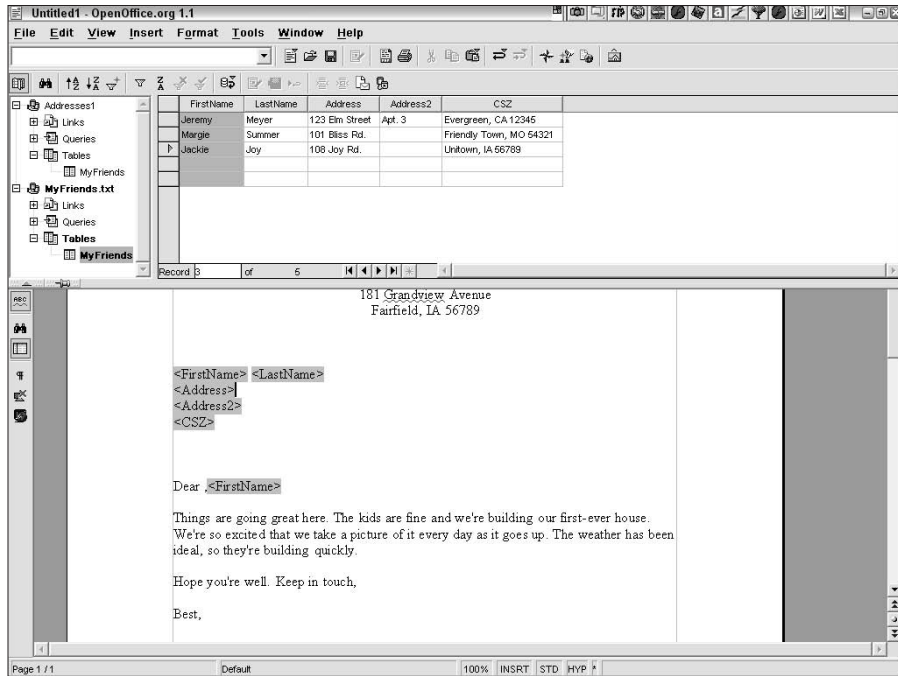 Untitled1 - OpenOffice.org 1.1
File Edit View Insert Format Tools Window Help
Addresses1
Links
Queries
Tables
MyFriends
MyFriends.txt
Links
Queries
Tables
MyFriends
FirstName LastName Address Address2 CSZ
Jeremy Meyer 123 Elm Street Apt. 3 Evergreen, CA 12345
Margie Summer 101 Bliss Rd. Friendly Town, MO 54321
Jackie Joy 108 Joy Rd. Unitown, IA 56789
Record 3 of 5
181 Grandview Avenue
Fairfield, IA 56789
<FirstName> <LastName>
<Address>
<Address2>
<CSZ>
Dear ,<FirstName>
Things are going great here. The kids are fine and we're building our first-ever house.
We're so excited that we take a picture of it every day as it goes up. The weather has been
ideal, so they're building quickly.
Hope you're well. Keep in touch,
Best,
Page 1 / 1 Default 100% INSRT STD HYP *